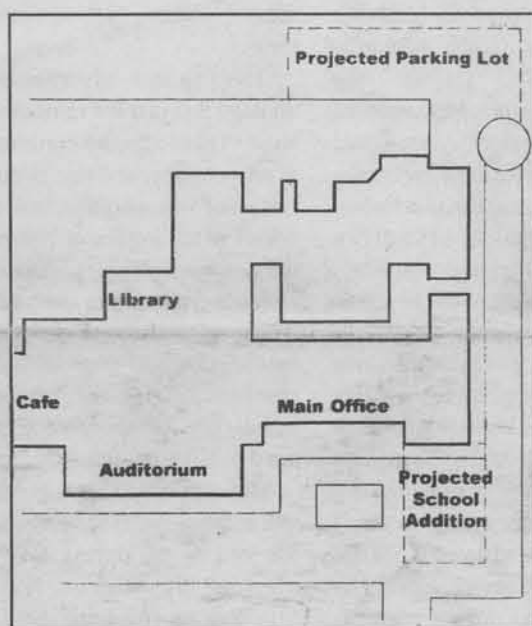 Projected Parking Lot
Library
Cafe
Main Office
Auditorium
Projected
School
Addition